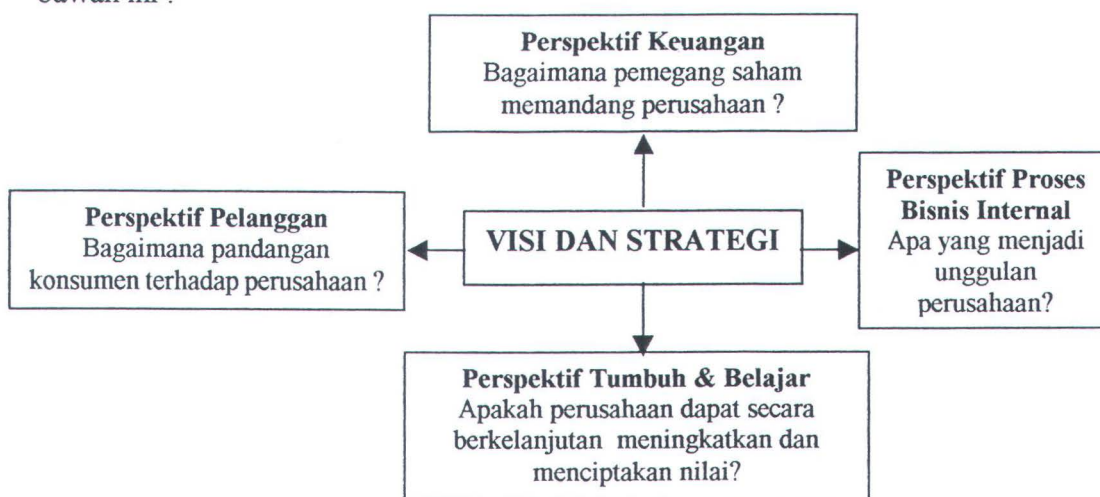 Perspektif Keuangan
Bagaimana pemegang saham
memandang perusahaan ?
Perspektif Pelanggan
Bagaimana pandangan
konsumen terhadap perusahaan ?
VISI DAN STRATEGI
Perspektif Proses
Bisnis Internal
Apa yang menjadi
unggulan
perusahaan?
Perspektif Tumbuh & Belajar
Apakah perusahaan dapat secara
berkelanjutan meningkatkan dan
menciptakan nilai?